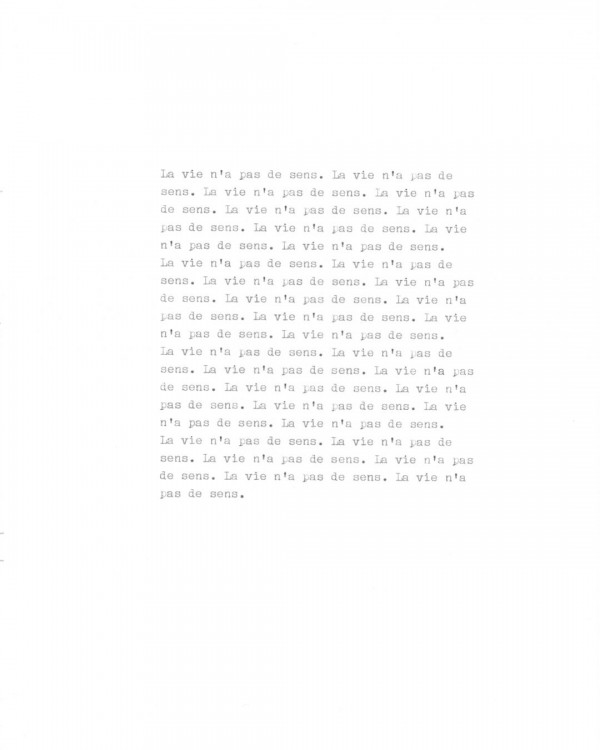 La vie n'a pas de sens. La vie n'a pas de
sens. La vie n'a pas de sens. La vie n'a pas
de sens. La vie n'a pas de sens. La vie n'a
pas de sens. La vie n'a pas de sens. La vie
n'a pas de sens. La vie n'a pas de sens.
La vie n'a pas de sens. La vie n'a pas de
sens. La vie n'a pas de sens. La vie n'a pas
de sens. La vie n'a pas de sens. La vie n'a
pas de sens. La vie n'a pas de sens. La vie
n'a pas de sens. La vie n'a pas de sens.
La vie n'a pas de sens. La vie n'a pas de
sens. La vie n'a pas de sens. La vie n'a pas
de sens. La vie n'a pas de sens. La vie n'a
pas de sens. La vie n'a pas de sens. La vie
n'a pas de sens. La vie n'a pas de sens.
La vie n'a pas de sens. La vie n'a pas de
sens. La vie n'a pas de sens. La vie n'a pas
de sens. La vie n'a pas de sens. La vie n'a
pas de sens.